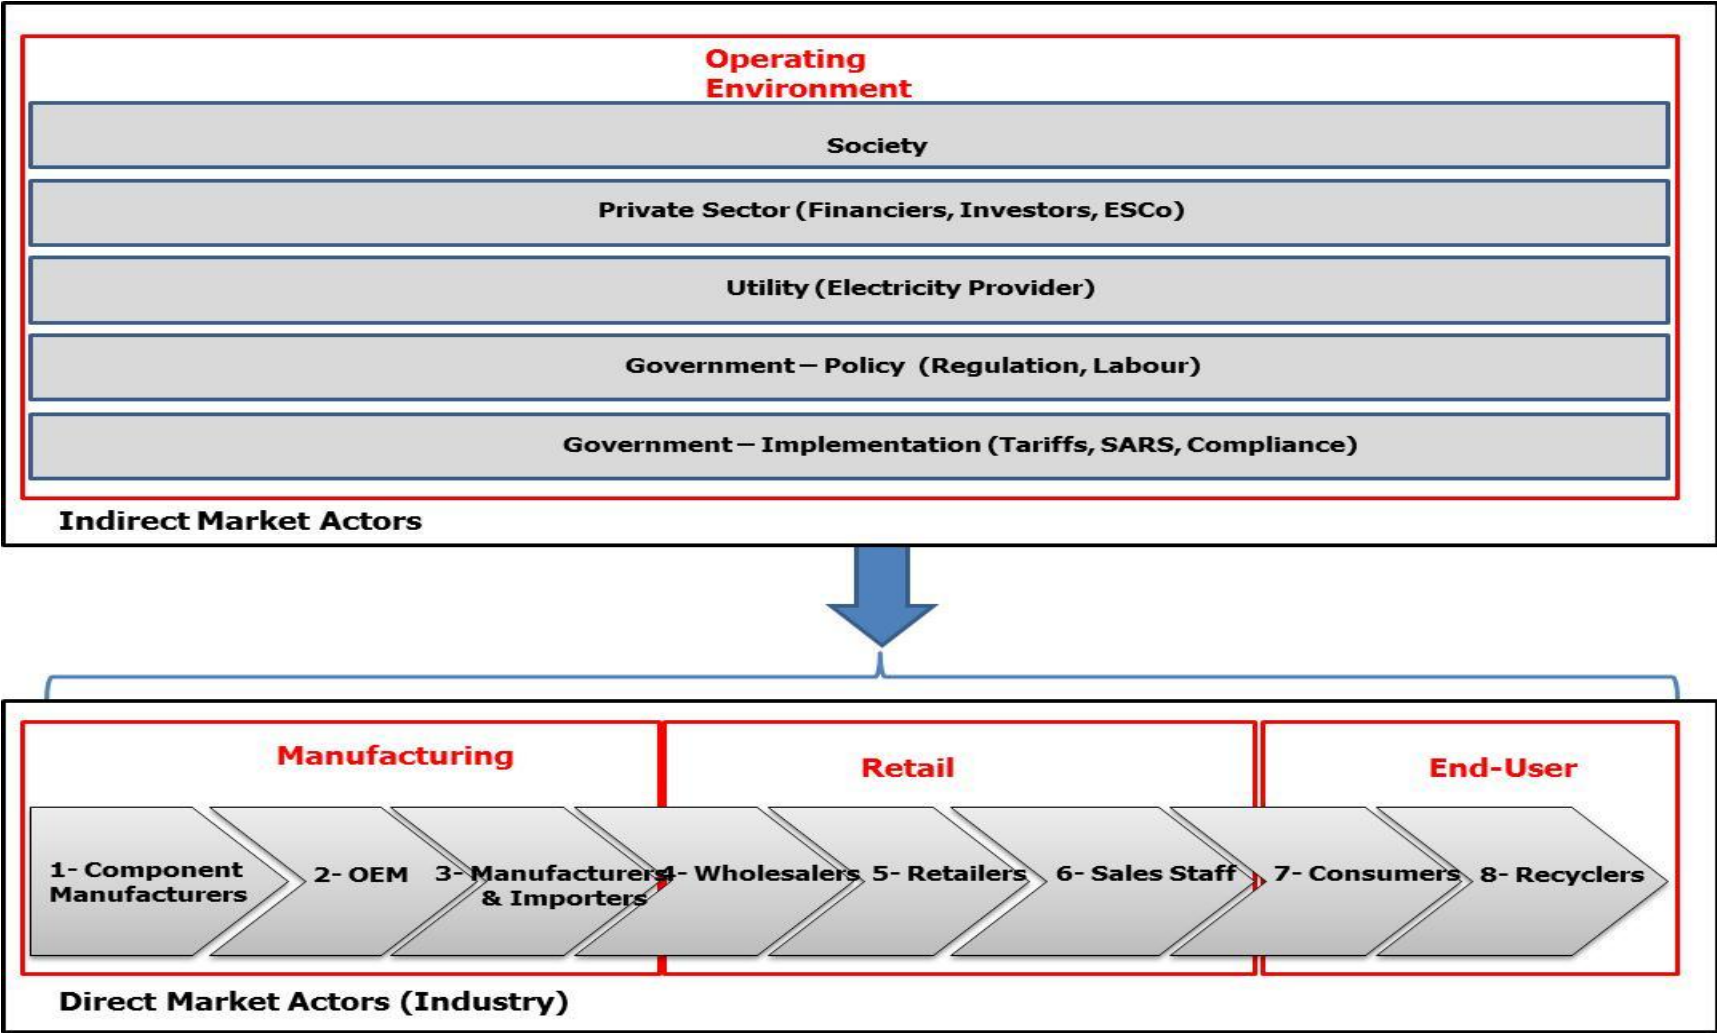 Operating
Environment
Society
Private Sector (Financiers, Investors, ESCo)
Utility (Electricity Provider)
Government – Policy (Regulation, Labour)
Government – Implementation (Tariffs, SARS, Compliance)
Indirect Market Actors
Manufacturing
Retail
End-User
1- Component
Manufacturers
2- OEM
3- Manufacturers
& Importers
4- Wholesalers
5- Retailers
6- Sales Staff
7- Consumers
8- Recyclers
Direct Market Actors (Industry)